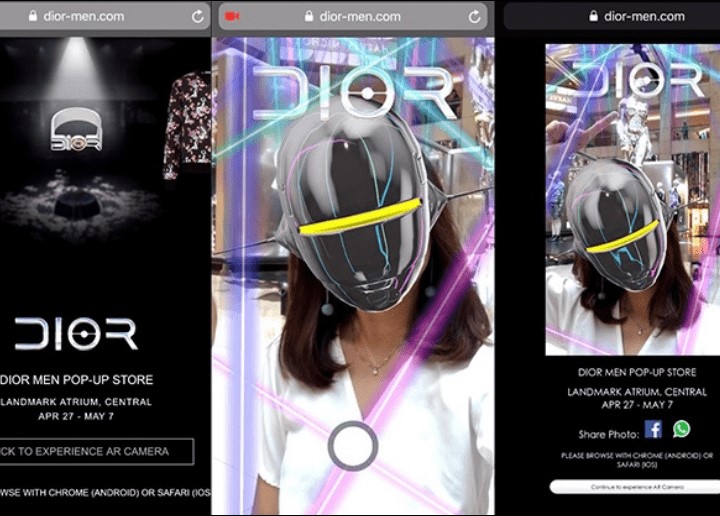 dior-men.com
DIOR
DIOR
DIOR MEN POP-UP STORE
LANDMARK ATRIUM, CENTRAL
APR 27 - MAY 7
CK TO EXPERIENCE AR CAMERA
WSE WITH CHROME (ANDROID) OR SAFARI (IOS
dior-men.com
DIOR
dior-men.com
DIOR
DIOR MEN POP-UP STORE
LANDMARK ATRIUM, CENTRAL
APR 27 - MAY 7
Share Photo:
PLEASE BROWSE WITH CHROME (ANDROID) OR
SAFARI (IOS)
Continue to experience AR Camera